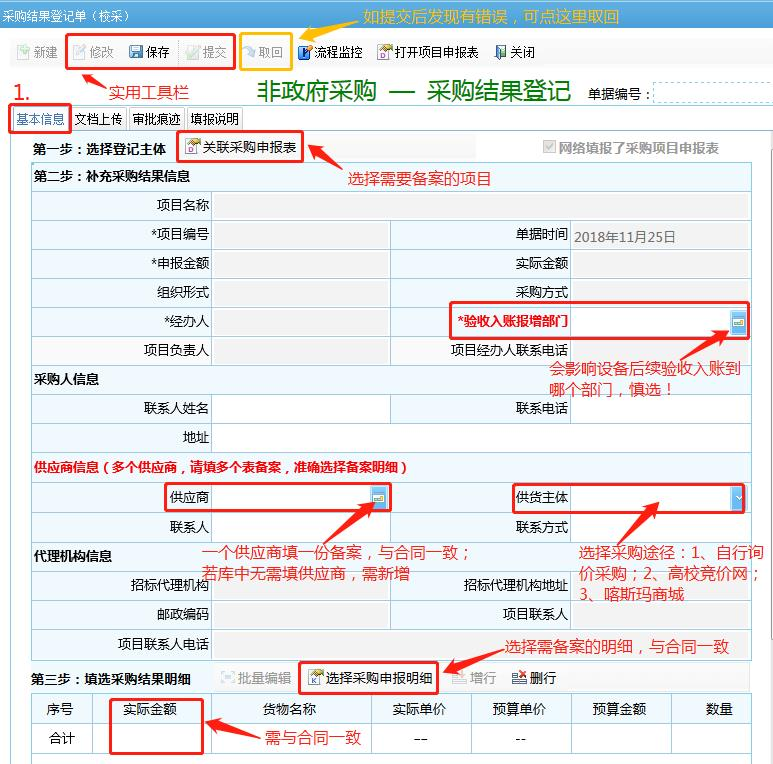 采购结果登记单（校采）
如提交后发现有错误，可点这里取回
新建 修改 保存 提交 取回 流程监控 打开项目申报表 关闭
1. 实用工具栏
非政府采购 — 采购结果登记 单据编号：
基本信息 文档上传 审批痕迹 填报说明
第一步：选择登记主体 关联采购申报表 网络填报了采购项目申报表
选择需要备案的项目
第二步：补充采购结果信息
项目名称
*项目编号 单据时间 2018年11月25日
*申报金额 实际金额
组织形式 采购方式
*经办人 *验收入账报增部门
项目负责人 项目经办人联系电话
会影响设备后续验收入账到
哪个部门，慎选！
采购人信息
联系人姓名 联系电话
地址
供应商信息（多个供应商，请填多个表备案，准确选择备案明细）
供应商 供货主体
联系人 联系方式
一个供应商填一份备案，与合同一致；
若库中无需填供应商，需新增
选择采购途径：1、自行询
价采购；2、高校竞价网；
3、喀斯玛商城
代理机构信息
招标代理机构 招标代理机构地址
邮政编码 项目联系人
项目联系人电话
选择需备案的明细，与合同一致
第三步：填选采购结果明细 批量编辑 选择采购申报明细 增行 删行
序号 实际金额 货物名称 实际单价 预算单价 预算金额 数量
合计 -- --
需与合同一致